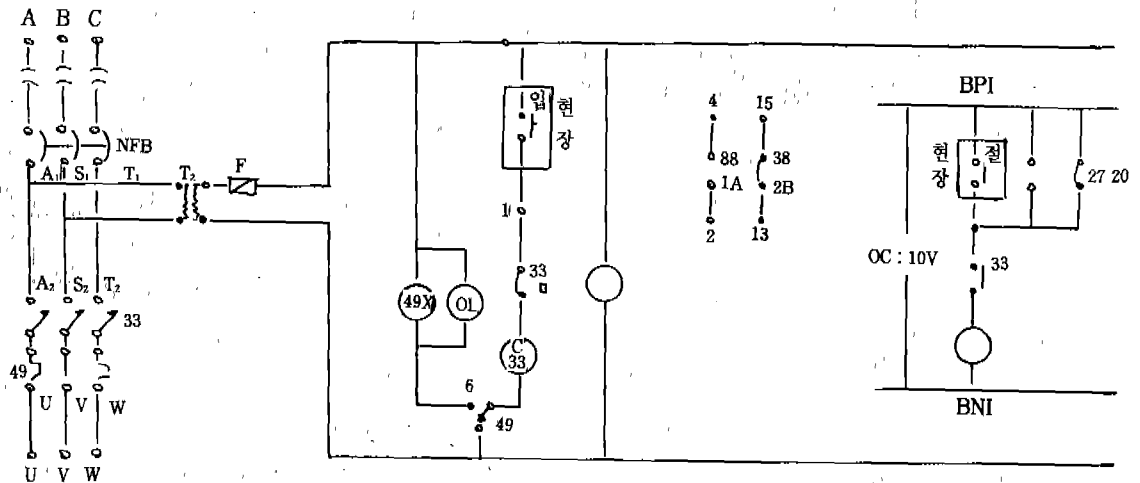 A B C
NFB
A₁ S₁ T₁
T₂
F
A₂ S₂ T₂
33
49
U V W
U V W
입
현장
1
33
49X
OL
C
33
6
49
4
88
1A
2
15
38
2B
13
BPI
현장
절
27 20
OC : 10V
33
BNI